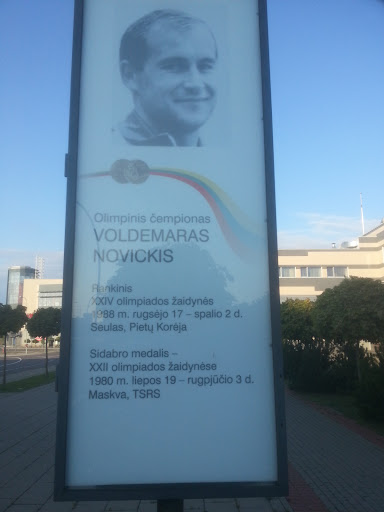 Olimpinis čempionas
VOLDEMARAS
NOVICKIS
Rankinis
XXIV olimpiados žaidynės
1988 m. rugsėjo 17 – spalio 2 d.
Seulas, Pietų Korėja
Sidabro medalis –
XXII olimpiados žaidynėse
1980 m. liepos 19 – rugpjūčio 3 d.
Maskva, TSRS